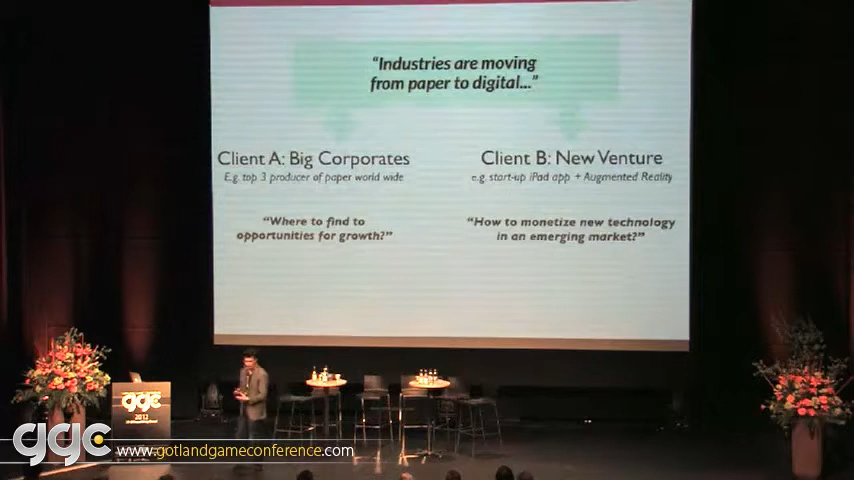 “Industries are moving
from paper to digital...”
Client A: Big Corporates
E.g. top 3 producer of paper world wide
“Where to find to
opportunities for growth?”
Client B: New Venture
e.g. start-up iPad app + Augmented Reality
“How to monetize new technology
in an emerging market?”
ggc
2012
ggc
www.gotlandgameconference.com